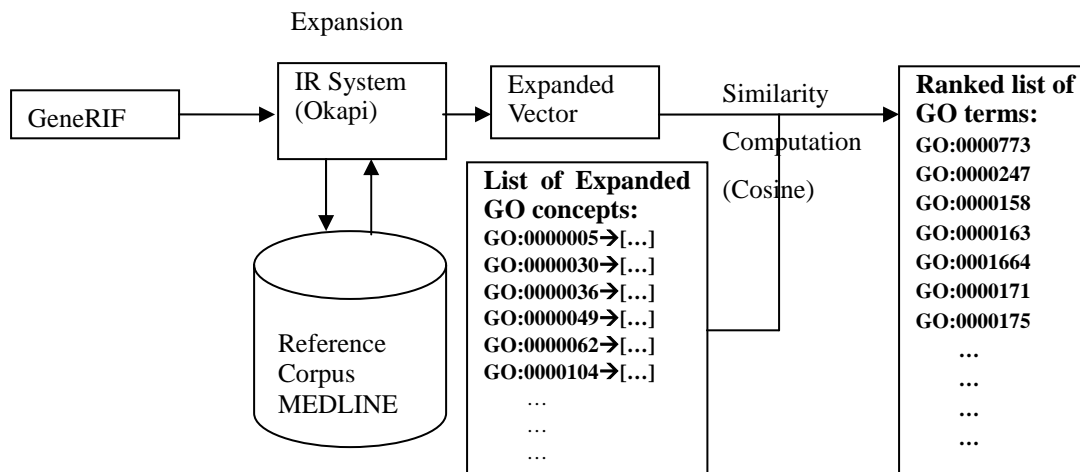 Expansion
GeneRIF
IR System
(Okapi)
Expanded
Vector
Similarity
Computation
(Cosine)
Reference
Corpus
MEDLINE
List of Expanded
GO concepts:
GO:0000005➔[…]
GO:0000030➔[…]
GO:0000036➔[…]
GO:0000049➔[…]
GO:0000062➔[…]
GO:0000104➔[…]
…
…
…
Ranked list of
GO terms:
GO:0000773
GO:0000247
GO:0000158
GO:0000163
GO:0001664
GO:0000171
GO:0000175
…
…
…
…